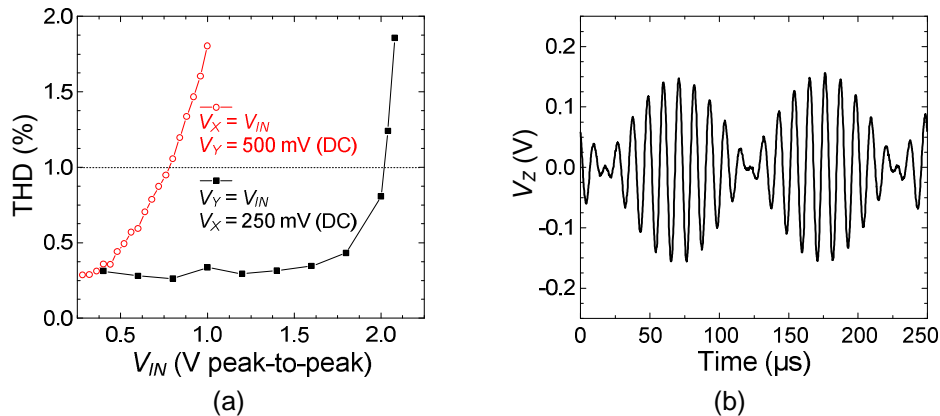 2.0
1.5
1.0
0.5
0.0
THD (%)
V_X = V_IN
V_Y = 500 mV (DC)
V_Y = V_IN
V_X = 250 mV (DC)
0.5 1.0 1.5 2.0
V_IN (V peak-to-peak)
(a)
0.2
0.1
0.0
-0.1
-0.2
V_Z (V)
0 50 100 150 200 250
Time (µs)
(b)